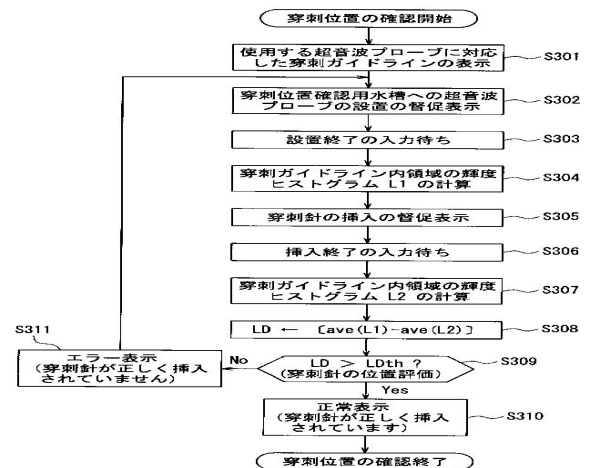 穿刺位置の確認開始
使用する超音波プローブに対応
した穿刺ガイドラインの表示
S301
穿刺位置確認用水槽への超音波
プローブの設置の督促表示
S302
設置終了の入力待ち
S303
穿刺ガイドライン内領域の輝度
ヒストグラム L1 の計算
S304
穿刺針の挿入の督促表示
S305
挿入終了の入力待ち
S306
穿刺ガイドライン内領域の輝度
ヒストグラム L2 の計算
S307
LD ← [ave(L1)-ave(L2)]
S308
S311
エラー表示
(穿刺針が正しく挿入
されていません)
No
LD > LDth ?
(穿刺針の位置評価)
S309
Yes
正常表示
(穿刺針が正しく挿入
されています)
S310
穿刺位置の確認終了